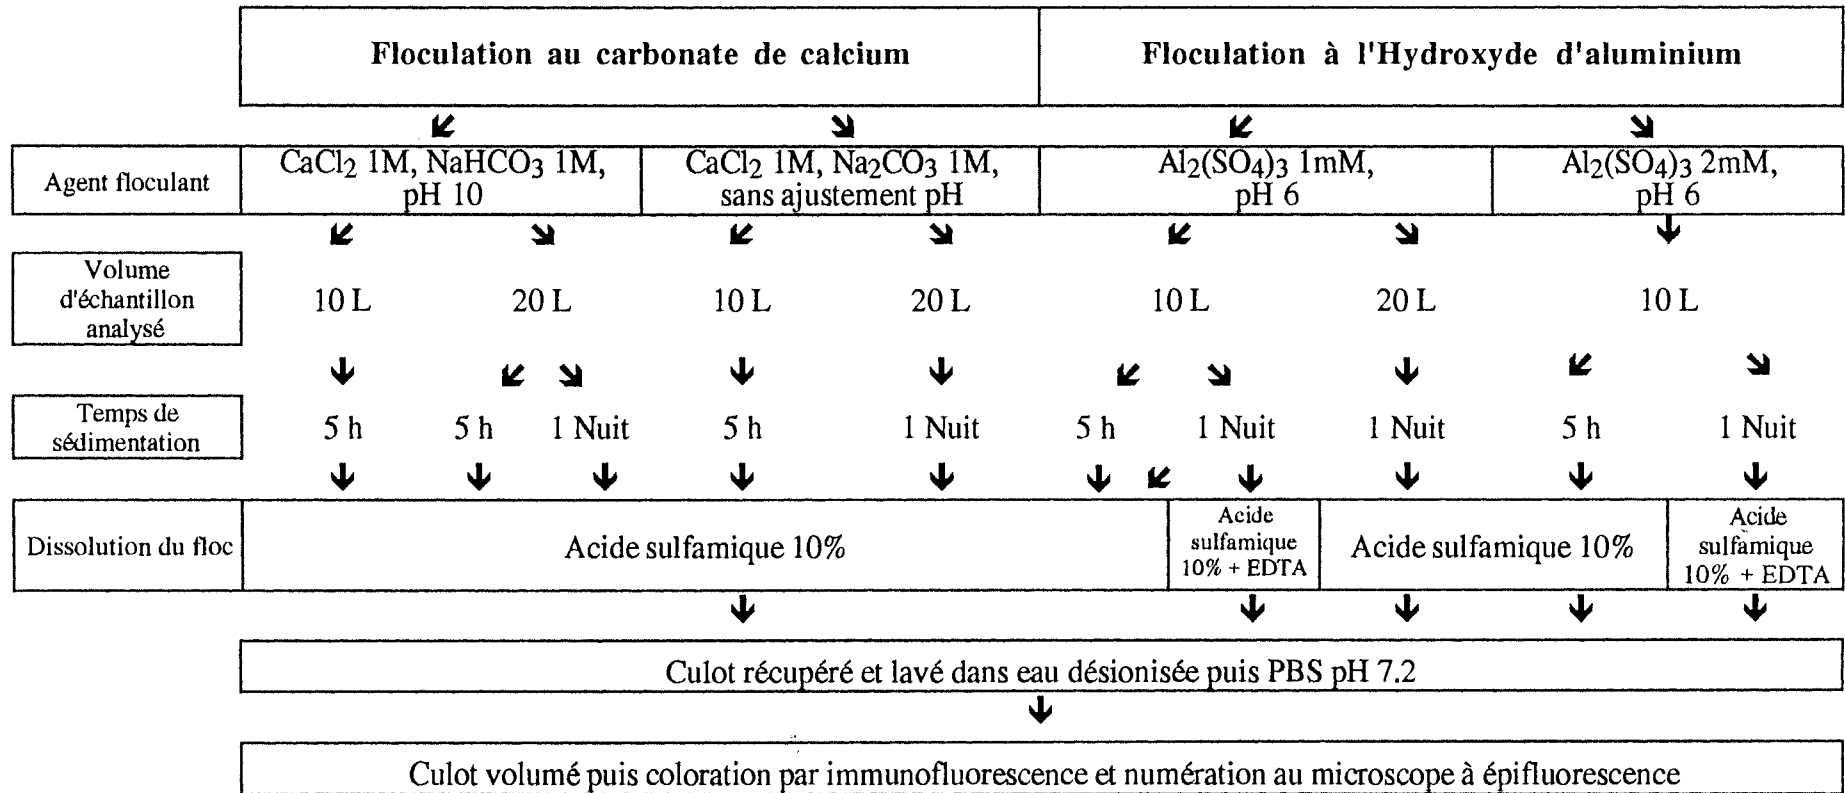 Floculation au carbonate de calcium
Floculation à l'Hydroxyde d'aluminium
Agent floculant
CaCl2 1M, NaHCO3 1M,
pH 10
CaCl2 1M, Na2CO3 1M,
sans ajustement pH
Al2(SO4)3 1mM,
pH 6
Al2(SO4)3 2mM,
pH 6
Volume
d'échantillon
analysé
10 L
20 L
10 L
20 L
10 L
20 L
10 L
Temps de
sédimentation
5 h
5 h
1 Nuit
5 h
1 Nuit
5 h
1 Nuit
1 Nuit
5 h
1 Nuit
Dissolution du floc
Acide sulfamique 10%
Acide
sulfamique
10% + EDTA
Acide sulfamique 10%
Acide
sulfamique
10% + EDTA
Culot récupéré et lavé dans eau désionisée puis PBS pH 7.2
Culot volumé puis coloration par immunofluorescence et numération au microscope à épifluorescence